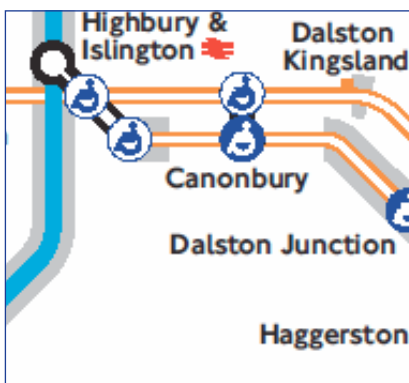 Highbury &
Islington
Dalston
Kingsland
Canonbury
Dalston Junction
Haggerston